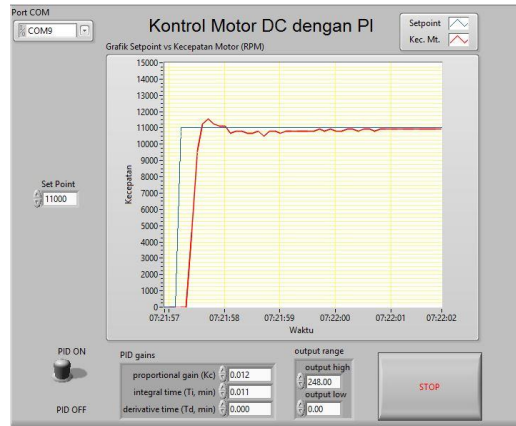 Port COM
COM9
Kontrol Motor DC dengan PI
Setpoint
Kec. Mt.
Grafik Setpoint vs Kecepatan Motor (RPM)
15000
14000
13000
12000
11000
10000
9000
8000
7000
6000
5000
4000
3000
2000
1000
0
Kecepatan
07:21:57
07:21:58
07:21:59
07:22:00
07:22:01
07:22:02
Waktu
Set Point
11000
PID ON
PID OFF
PID gains
proportional gain (Kc) 0.012
integral time (Ti, min) 0.011
derivative time (Td, min) 0.000
output range
output high
248.00
output low
0.00
STOP